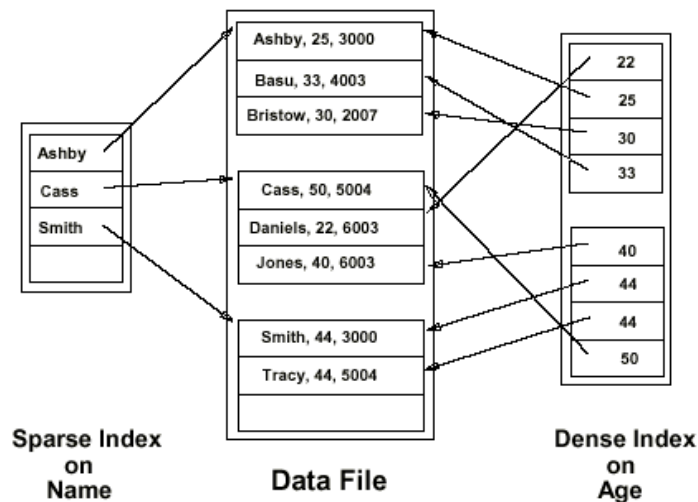 Ashby
Cass
Smith
Sparse Index
on
Name
Ashby, 25, 3000
Basu, 33, 4003
Bristow, 30, 2007
Cass, 50, 5004
Daniels, 22, 6003
Jones, 40, 6003
Smith, 44, 3000
Tracy, 44, 5004
Data File
22
25
30
33
40
44
44
50
Dense Index
on
Age